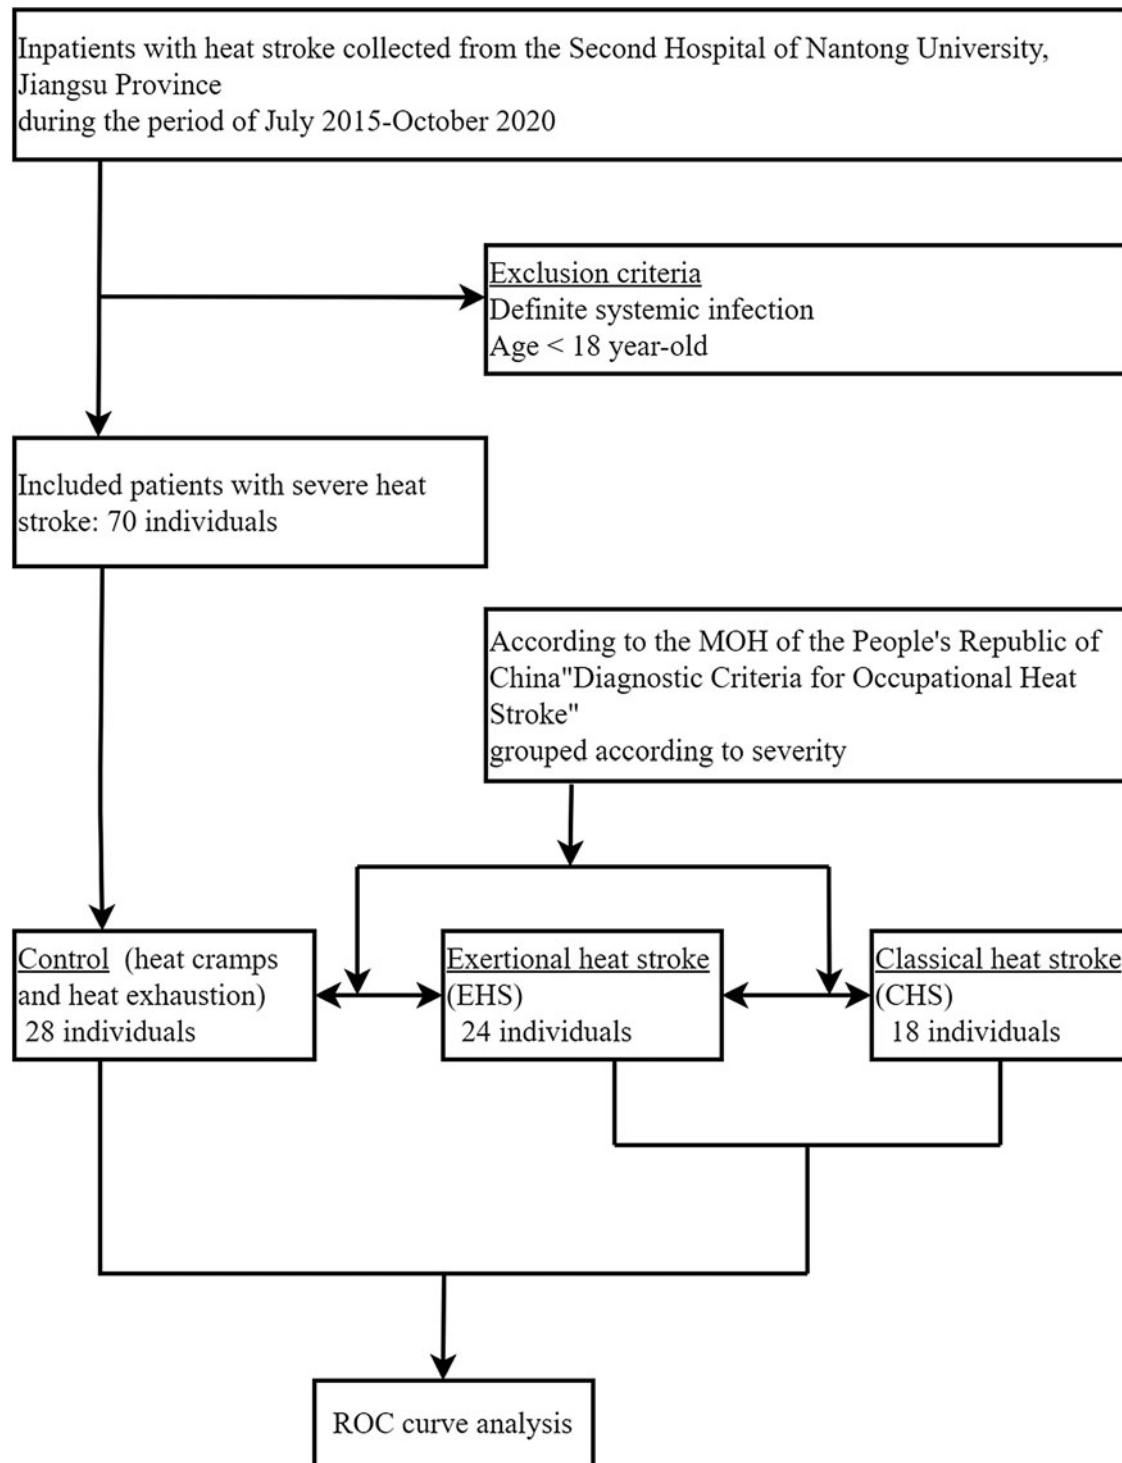 Inpatients with heat stroke collected from the Second Hospital of Nantong University,
Jiangsu Province
during the period of July 2015-October 2020
Exclusion criteria
Definite systemic infection
Age < 18 year-old
Included patients with severe heat
stroke: 70 individuals
According to the MOH of the People's Republic of
China"Diagnostic Criteria for Occupational Heat
Stroke"
grouped according to severity
Control (heat cramps
and heat exhaustion)
28 individuals
Exertional heat stroke
(EHS)
24 individuals
Classical heat stroke
(CHS)
18 individuals
ROC curve analysis